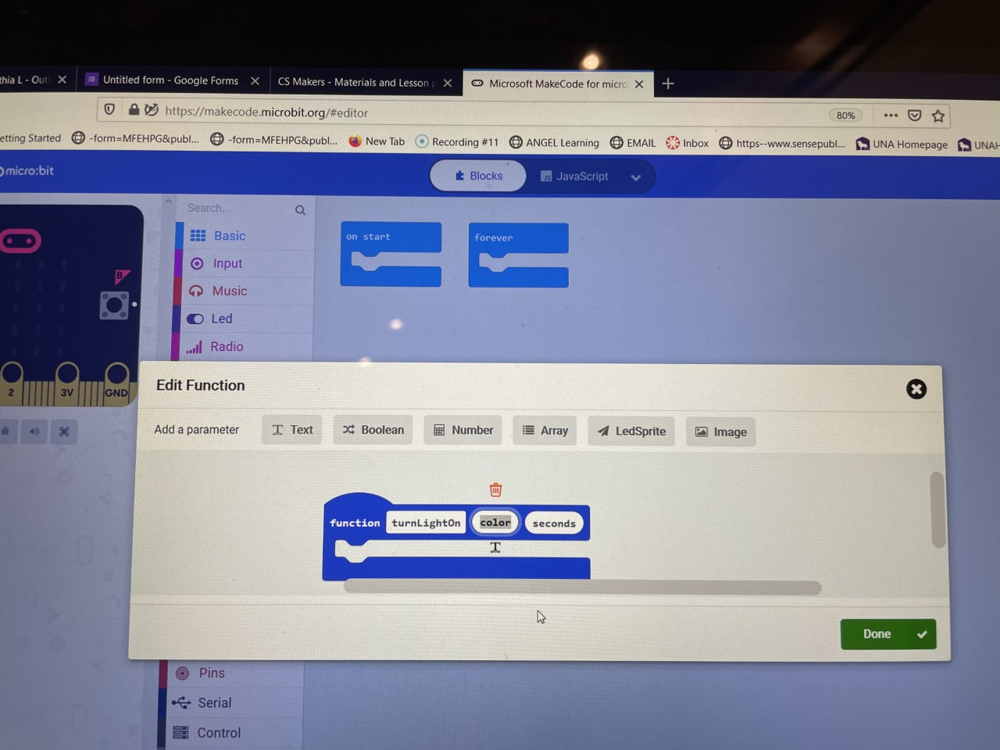 thia L - Outl
Untitled form - Google Forms
CS Makers - Materials and Lesson p
Microsoft MakeCode for micro
https://makecode.microbit.org/#editor
80%
etting Started
-form=MFEHPG&publ...
-form=MFEHPG&publ...
New Tab
Recording #11
ANGEL Learning
EMAIL
Inbox
https--www.sensepubl...
UNA Homepage
UNAH
micro:bit
Blocks
JS JavaScript
Search...
Basic
Input
Music
Led
Radio
on start
forever
B
2 3V GND
Edit Function
Add a parameter
Text
Boolean
Number
Array
LedSprite
Image
function turnLightOn color seconds
Done
Pins
Serial
Control